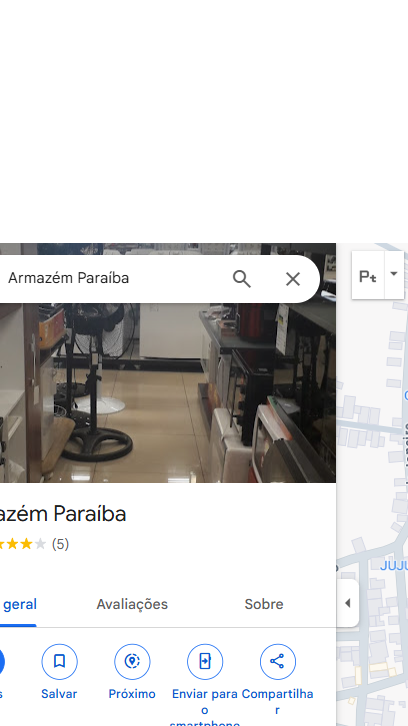 Armazém Paraíba
Pt
azém Paraíba
(5)
geral
Avaliações
Sobre
s
Salvar
Próximo
Enviar para o smartphone
Compartilhar
JUJU